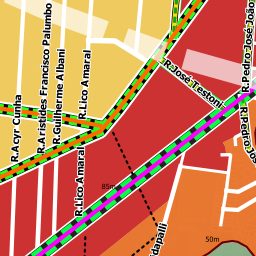 R.Acyr Cunha
R.Aristides Francisco Palumbo
R.Guilherme Albani
R.Lico Amaral
R.Lico Amaral
R.José Testoni
R.Pedro José João
R.Pedro José
85m
50m